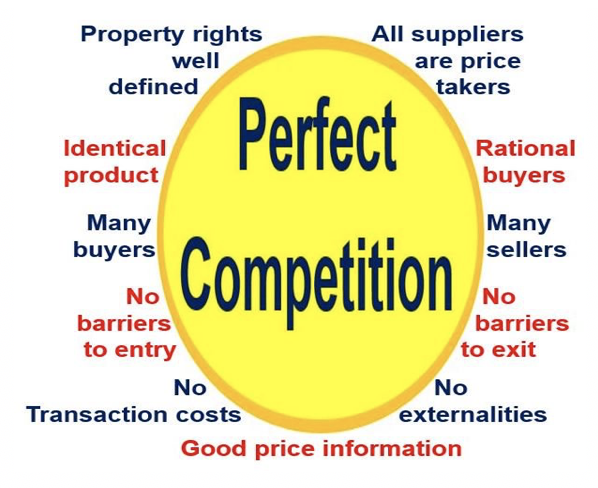 Property rights
well
defined
All suppliers
are price
takers
Perfect
Competition
Identical
product
Rational
buyers
Many
buyers
Many
sellers
No
barriers
to entry
No
barriers
to exit
No
Transaction costs
No
externalities
Good price information